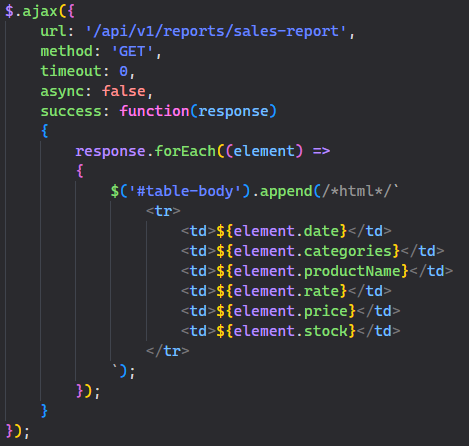 $.ajax({
    url: '/api/v1/reports/sales-report',
    method: 'GET',
    timeout: 0,
    async: false,
    success: function(response)
    {
        response.forEach((element) =>
        {
            $('#table-body').append(/*html*/`
                <tr>
                    <td>${element.date}</td>
                    <td>${element.categories}</td>
                    <td>${element.productName}</td>
                    <td>${element.rate}</td>
                    <td>${element.price}</td>
                    <td>${element.stock}</td>
                </tr>
            `);
        });
    }
});